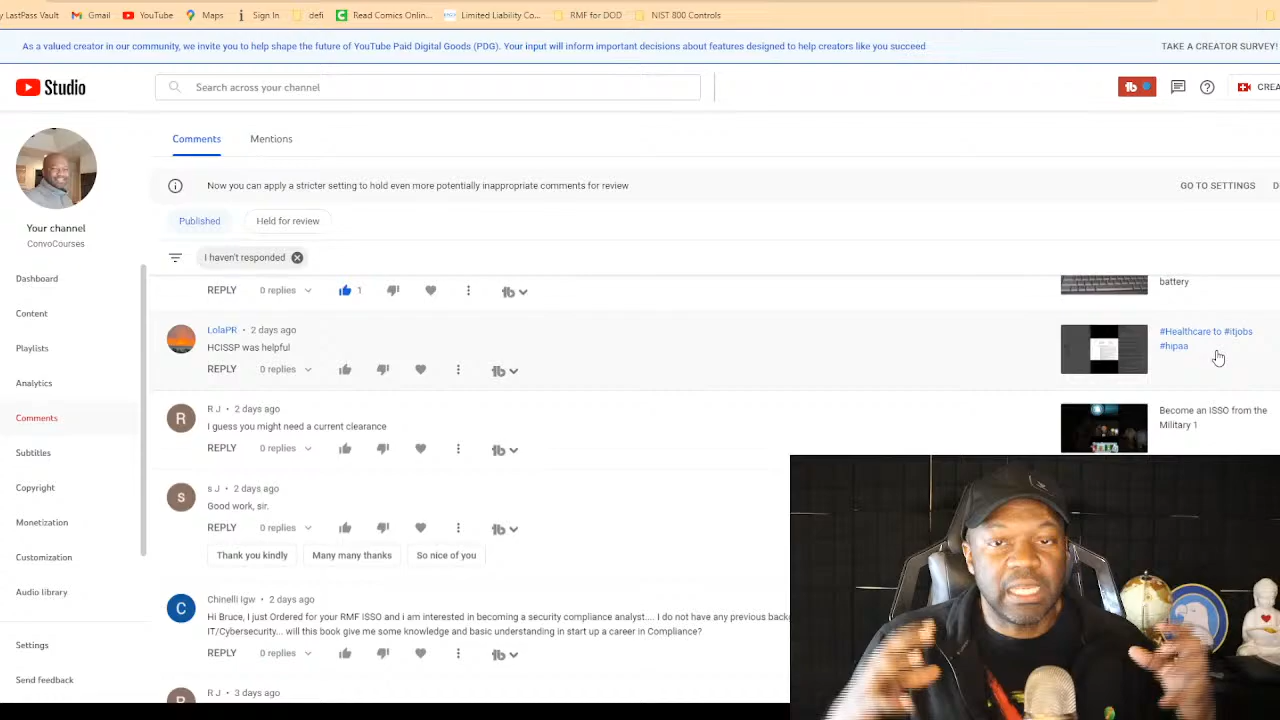 y LastPass Vault
Gmail
YouTube
Maps
Sign In
defi
Read Comics Onlin...
Limited Liability Co...
RMF for DOD
NIST 800 Controls
As a valued creator in our community, we invite you to help shape the future of YouTube Paid Digital Goods (PDG). Your input will inform important decisions about features designed to help creators like you succeed
TAKE A CREATOR SURVEY!
Studio
Search across your channel
CREA
Your channel
ConvoCourses
Dashboard
Content
Playlists
Analytics
Comments
Subtitles
Copyright
Monetization
Customization
Audio library
Settings
Send feedback
Comments
Mentions
Now you can apply a stricter setting to hold even more potentially inappropriate comments for review
GO TO SETTINGS
D
Published
Held for review
I haven't responded
REPLY 0 replies 1
battery
LolaPR • 2 days ago
HCISSP was helpful
REPLY 0 replies
#Healthcare to #itjobs
#hipaa
R
R J • 2 days ago
I guess you might need a current clearance
REPLY 0 replies
Become an ISSO from the
Military 1
S
s J • 2 days ago
Good work, sir.
REPLY 0 replies
Thank you kindly
Many many thanks
So nice of you
C
Chinelli Igw • 2 days ago
Hi Bruce, I just Ordered for your RMF ISSO and i am interested in becoming a security compliance analyst.... I do not have any previous backg
IT/Cybersecurity... will this book give me some knowledge and basic understanding in start up a career in Compliance?
REPLY 0 replies
R J • 3 days ago